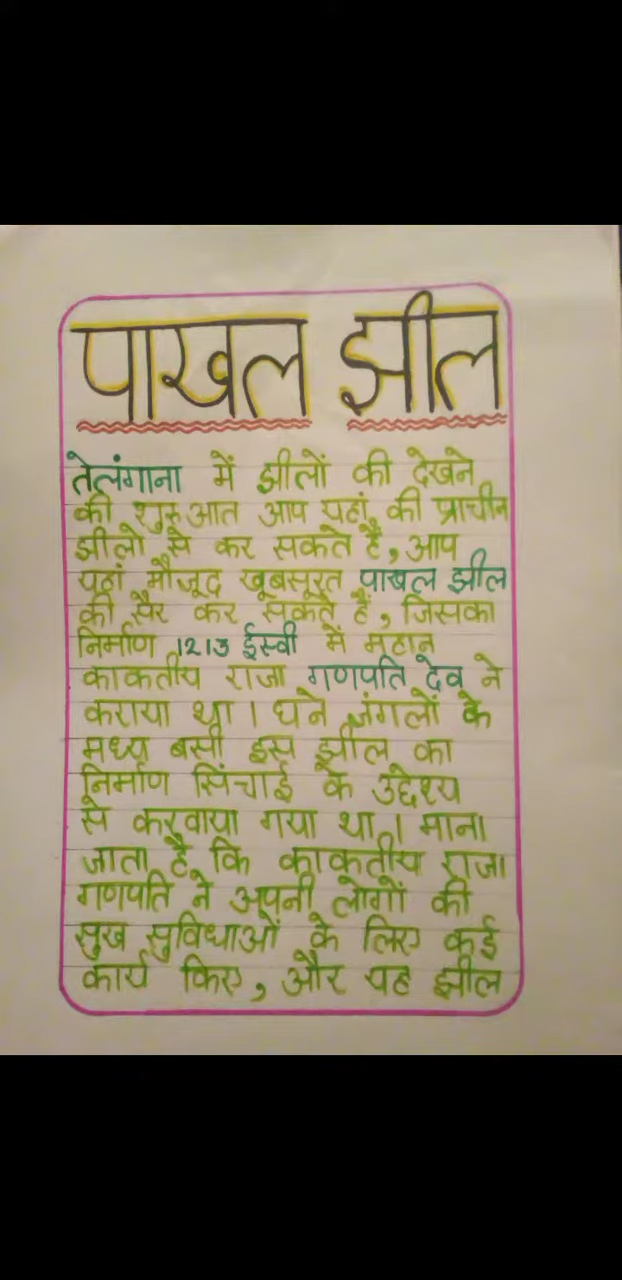 पाखल झील
तेलंगाना में झीलों की देखने
की शुरुआत आप यहां की प्राचीन
झीलों से कर सकते है, आप
यहां मौजूद खूबसूरत पाखल झील
की सैर कर सकते है, जिसका
निर्माण 1213 ईस्वी में महान
काकतीय राजा गणपति देव ने
कराया था। घने जंगलों के
मध्य बसी इस झील का
निर्माण सिंचाई के उद्देश्य
से करवाया गया था। माना
जाता है कि काकतीय राजा
गणपति ने अपनी लोगों की
सुख सुविधाओं के लिए कई
कार्य किए, और यह झील